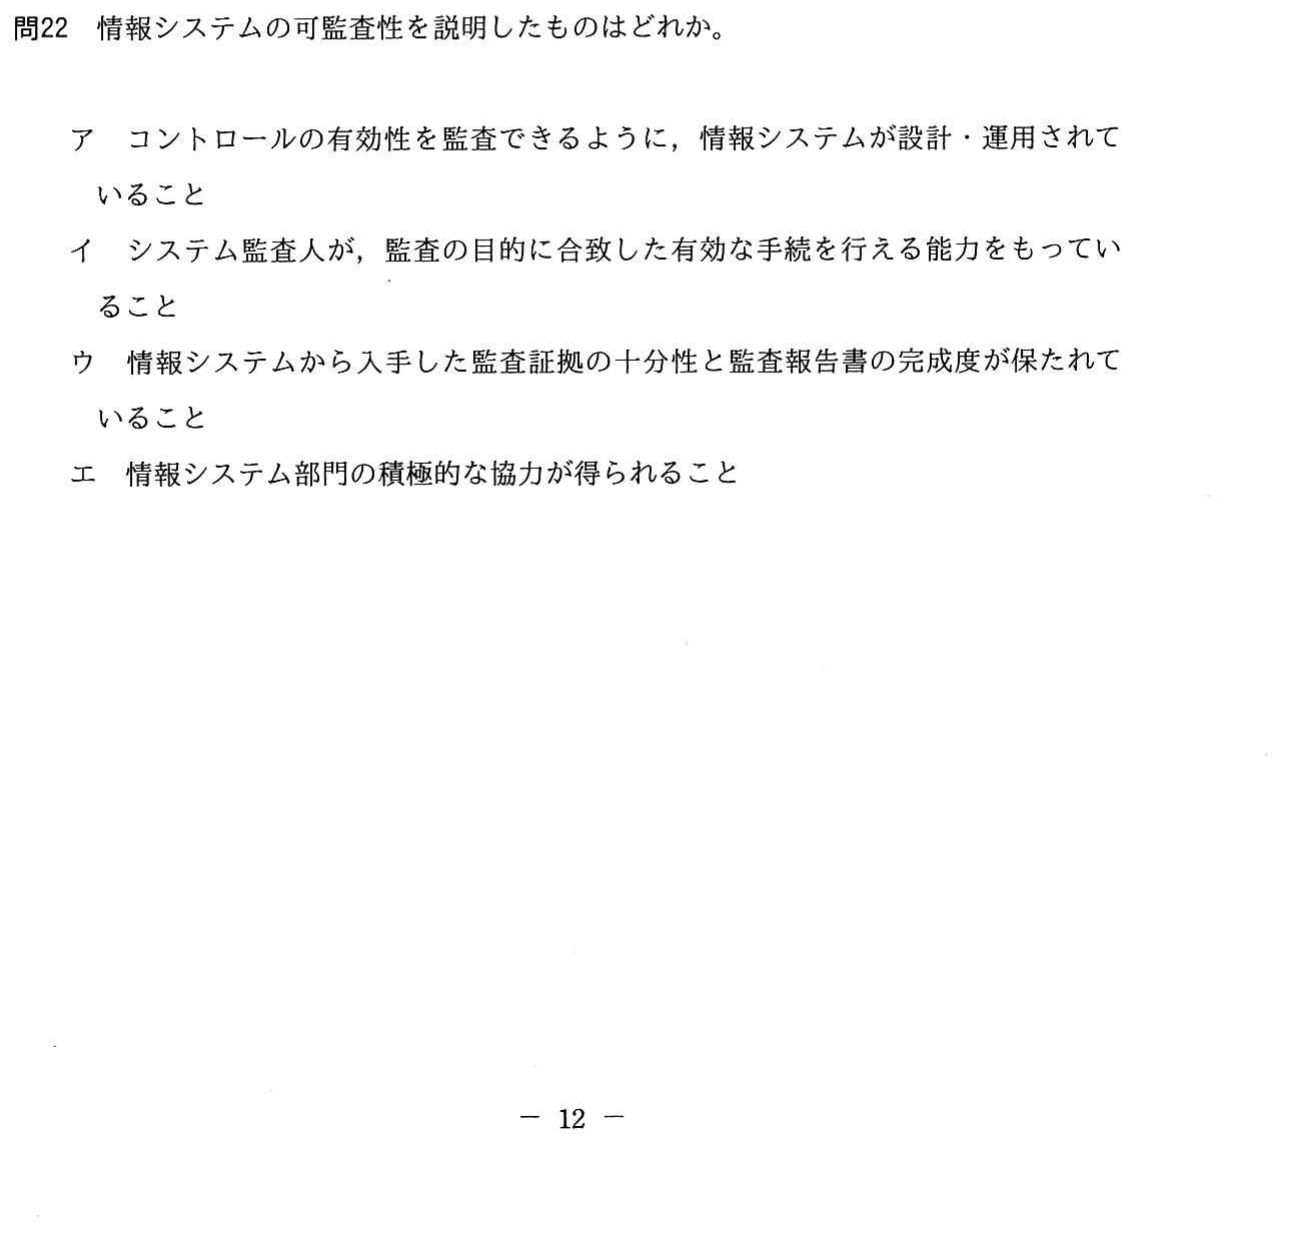 問22　情報システムの可監査性を説明したものはどれか。
ア　コントロールの有効性を監査できるように，情報システムが設計・運用されて
いること
イ　システム監査人が，監査の目的に合致した有効な手続を行える能力をもってい
ること
ウ　情報システムから入手した監査証拠の十分性と監査報告書の完成度が保たれて
いること
エ　情報システム部門の積極的な協力が得られること
－ 12 －